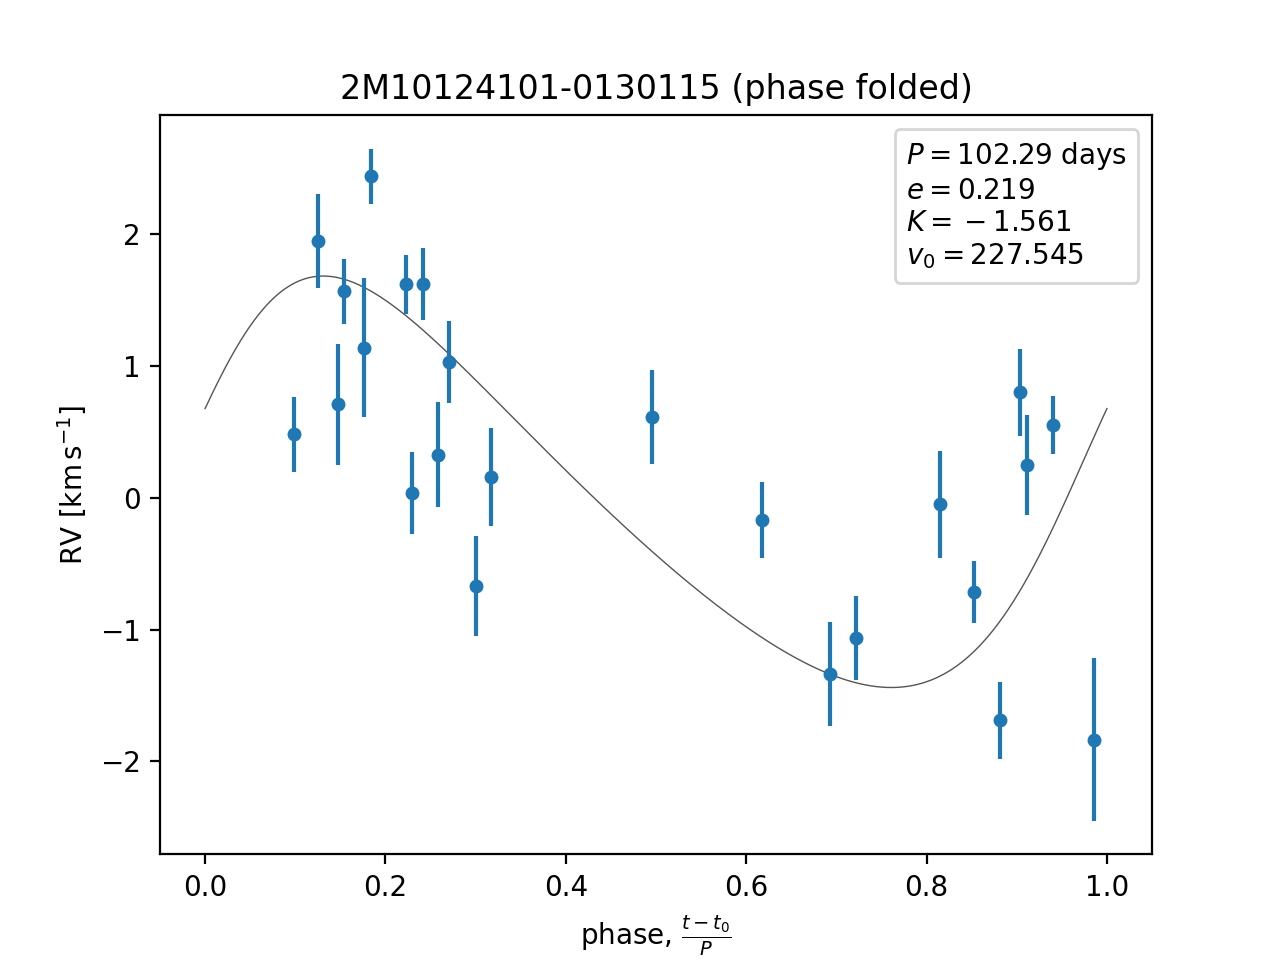 2M10124101-0130115 (phase folded)
P = 102.29 days
e = 0.219
K = −1.561
v₀ = 227.545
2
1
0
−1
−2
RV [km s⁻¹]
0.0 0.2 0.4 0.6 0.8 1.0
phase, (t − t₀)/P